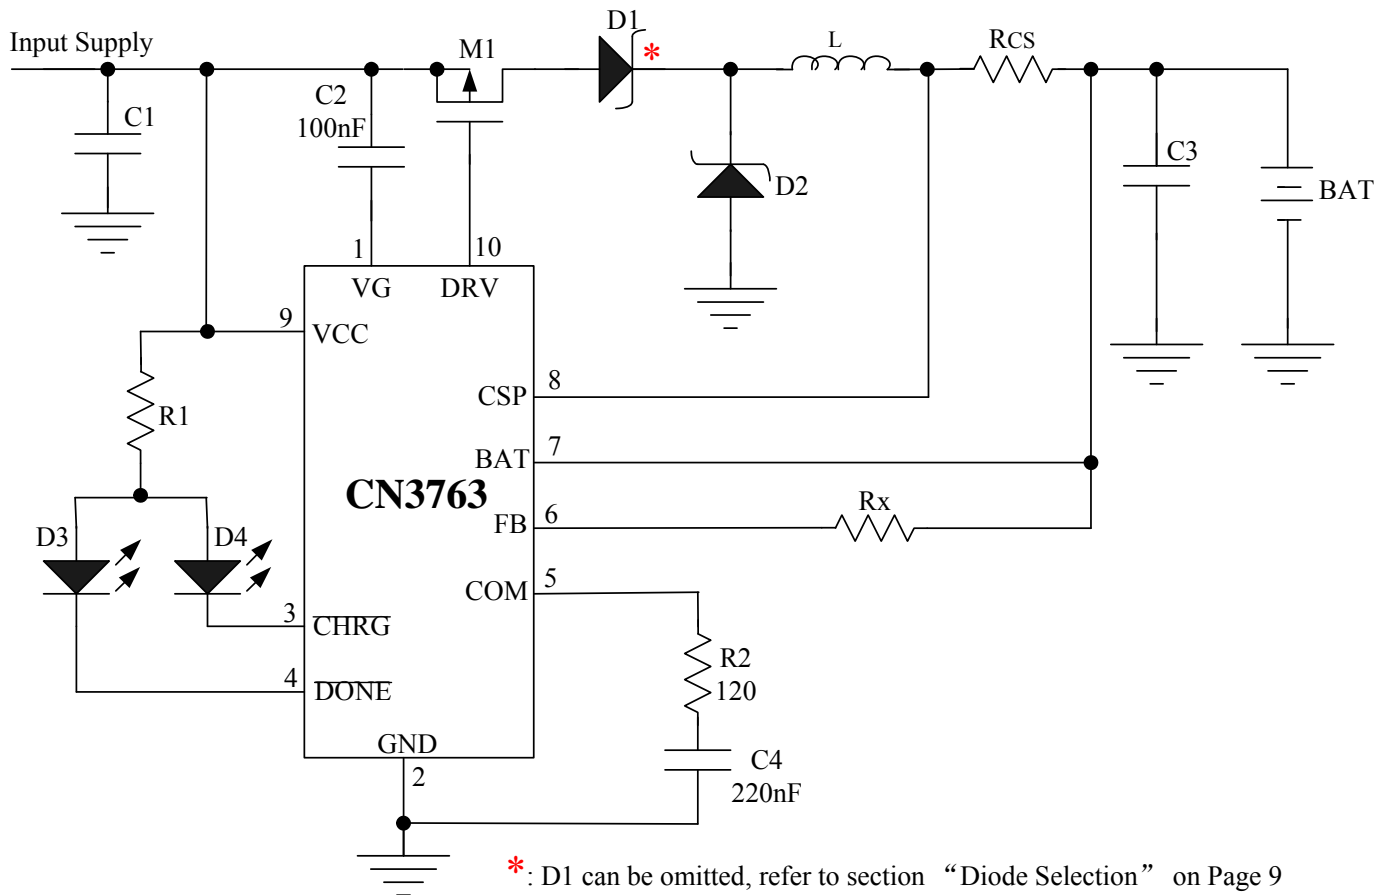 Input Supply
D1
*
M1
L
RCS
C2
100nF
C1
D2
C3
BAT
1
10
VG
DRV
9
VCC
8
CSP
R1
7
BAT
CN3763
6
FB
Rx
D3
D4
5
COM
3
CHRG
R2
120
4
DONE
GND
2
C4
220nF
*: D1 can be omitted, refer to section “Diode Selection” on Page 9